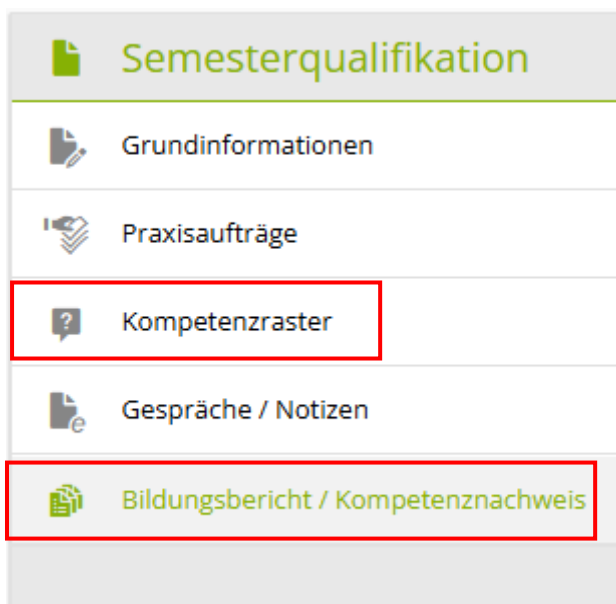 Semesterqualifikation
Grundinformationen
Praxisaufträge
? Kompetenzraster
e Gespräche / Notizen
Bildungsbericht / Kompetenznachweis